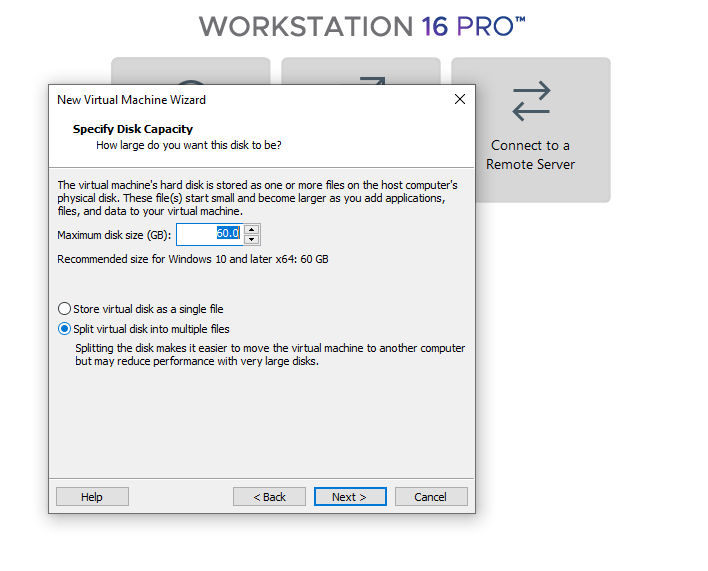 WORKSTATION 16 PRO™
New Virtual Machine Wizard
Specify Disk Capacity
How large do you want this disk to be?
Connect to a
Remote Server
The virtual machine's hard disk is stored as one or more files on the host computer's
physical disk. These file(s) start small and become larger as you add applications,
files, and data to your virtual machine.
Maximum disk size (GB): 60.0
Recommended size for Windows 10 and later x64: 60 GB
Store virtual disk as a single file
Split virtual disk into multiple files
Splitting the disk makes it easier to move the virtual machine to another computer
but may reduce performance with very large disks.
Help
< Back
Next >
Cancel